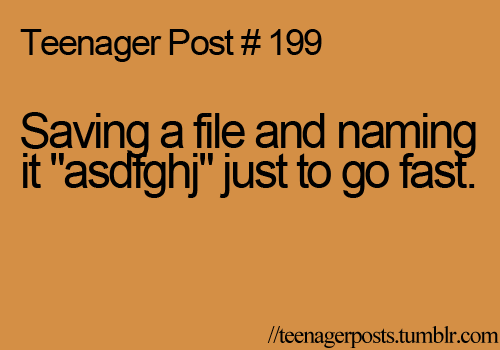 Teenager Post # 199
Saving a file and naming
it "asdfghj" just to go fast.
//teenagerposts.tumblr.com